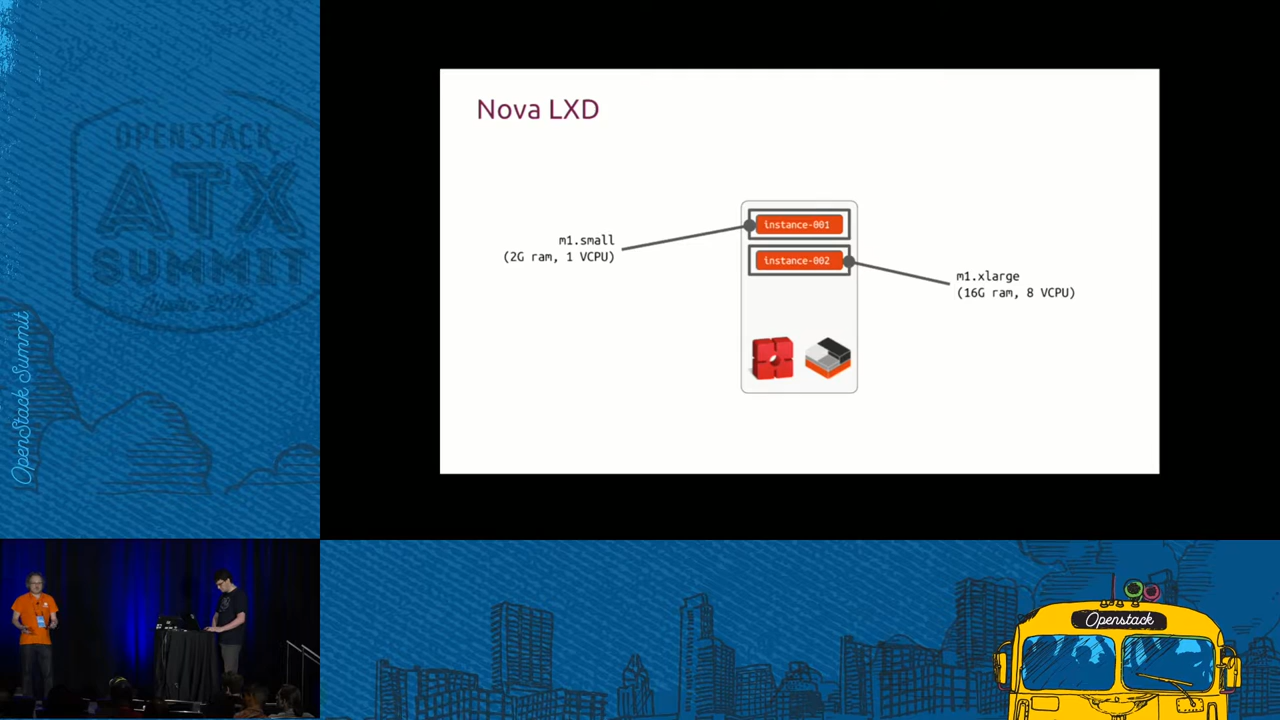 OPENSTACK
ATX
SUMMIT
OpenStack Summit
Nova LXD
instance-001
m1.small
(2G ram, 1 VCPU)
instance-002
m1.xlarge
(16G ram, 8 VCPU)
Openstack